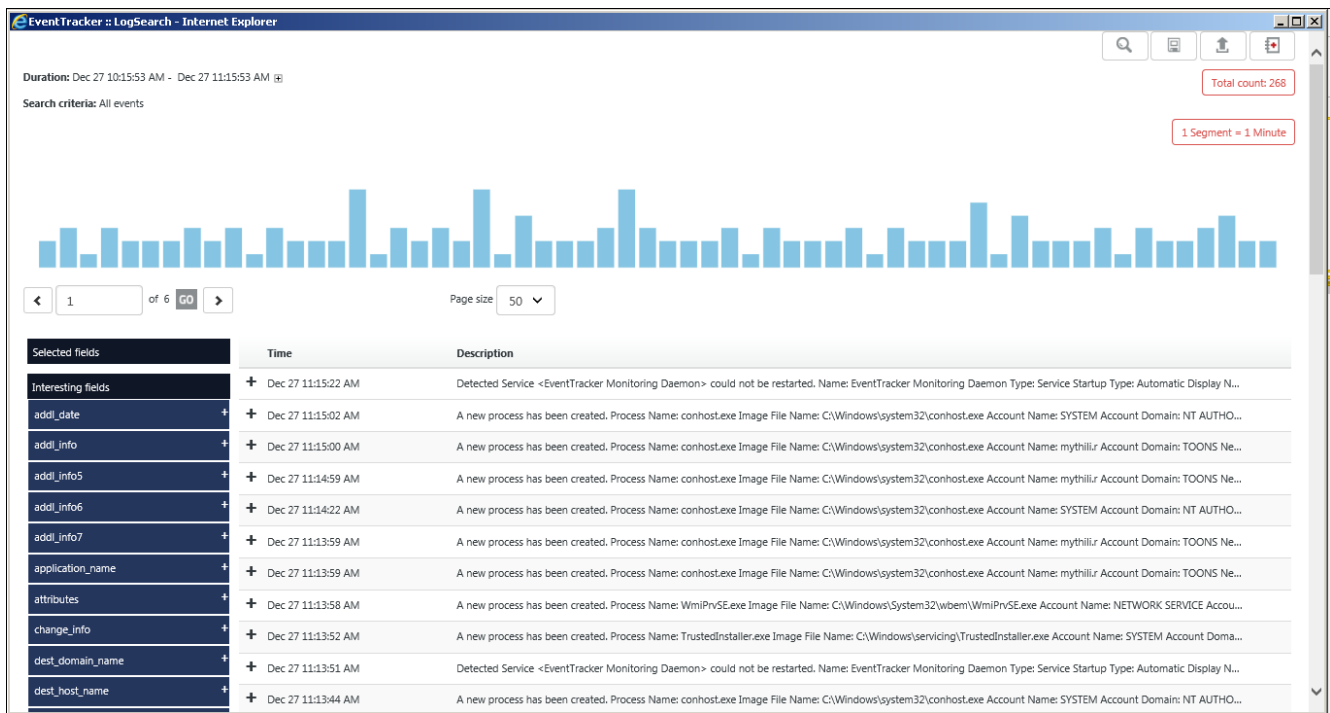 EventTracker :: LogSearch - Internet Explorer
Duration: Dec 27 10:15:53 AM - Dec 27 11:15:53 AM
Total count: 268
Search criteria: All events
1 Segment = 1 Minute
1 of 6 GO Page size 50
Selected fields Time Description
Interesting fields
Dec 27 11:15:22 AM Detected Service <EventTracker Monitoring Daemon> could not be restarted. Name: EventTracker Monitoring Daemon Type: Service Startup Type: Automatic Display N...
addl_date
Dec 27 11:15:02 AM A new process has been created. Process Name: conhost.exe Image File Name: C:\Windows\system32\conhost.exe Account Name: SYSTEM Account Domain: NT AUTHO...
addl_info
Dec 27 11:15:00 AM A new process has been created. Process Name: conhost.exe Image File Name: C:\Windows\system32\conhost.exe Account Name: mythili.r Account Domain: TOONS Ne...
addl_info5
Dec 27 11:14:59 AM A new process has been created. Process Name: conhost.exe Image File Name: C:\Windows\system32\conhost.exe Account Name: mythili.r Account Domain: TOONS Ne...
addl_info6
Dec 27 11:14:22 AM A new process has been created. Process Name: conhost.exe Image File Name: C:\Windows\system32\conhost.exe Account Name: SYSTEM Account Domain: NT AUTHO...
addl_info7
Dec 27 11:13:59 AM A new process has been created. Process Name: conhost.exe Image File Name: C:\Windows\system32\conhost.exe Account Name: mythili.r Account Domain: TOONS Ne...
application_name
Dec 27 11:13:59 AM A new process has been created. Process Name: conhost.exe Image File Name: C:\Windows\system32\conhost.exe Account Name: mythili.r Account Domain: TOONS Ne...
attributes
Dec 27 11:13:58 AM A new process has been created. Process Name: WmiPrvSE.exe Image File Name: C:\Windows\System32\wbem\WmiPrvSE.exe Account Name: NETWORK SERVICE Accou...
change_info
Dec 27 11:13:52 AM A new process has been created. Process Name: TrustedInstaller.exe Image File Name: C:\Windows\servicing\TrustedInstaller.exe Account Name: SYSTEM Account Doma...
dest_domain_name
Dec 27 11:13:51 AM Detected Service <EventTracker Monitoring Daemon> could not be restarted. Name: EventTracker Monitoring Daemon Type: Service Startup Type: Automatic Display N...
dest_host_name
Dec 27 11:13:44 AM A new process has been created. Process Name: conhost.exe Image File Name: C:\Windows\system32\conhost.exe Account Name: SYSTEM Account Domain: NT AUTHO...